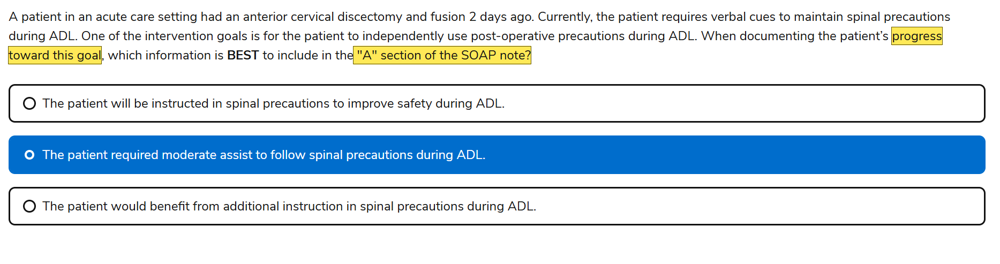 A patient in an acute care setting had an anterior cervical discectomy and fusion 2 days ago. Currently, the patient requires verbal cues to maintain spinal precautions
during ADL. One of the intervention goals is for the patient to independently use post-operative precautions during ADL. When documenting the patient’s progress
toward this goal, which information is BEST to include in the "A" section of the SOAP note?
The patient will be instructed in spinal precautions to improve safety during ADL.
The patient required moderate assist to follow spinal precautions during ADL.
The patient would benefit from additional instruction in spinal precautions during ADL.